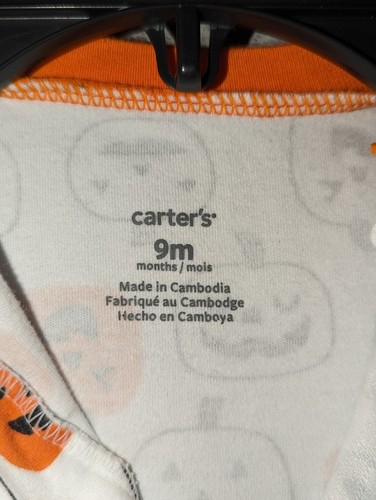 carter's
9m
months / mois
Made in Cambodia
Fabriqué au Cambodge
Hecho en Camboya